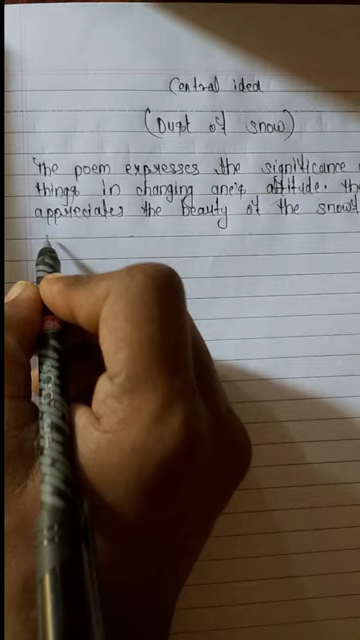 Central idea
(Dust of snow)
The poem expresses the significance
things in changing one's attitude. The
appreciates the beauty of the snow